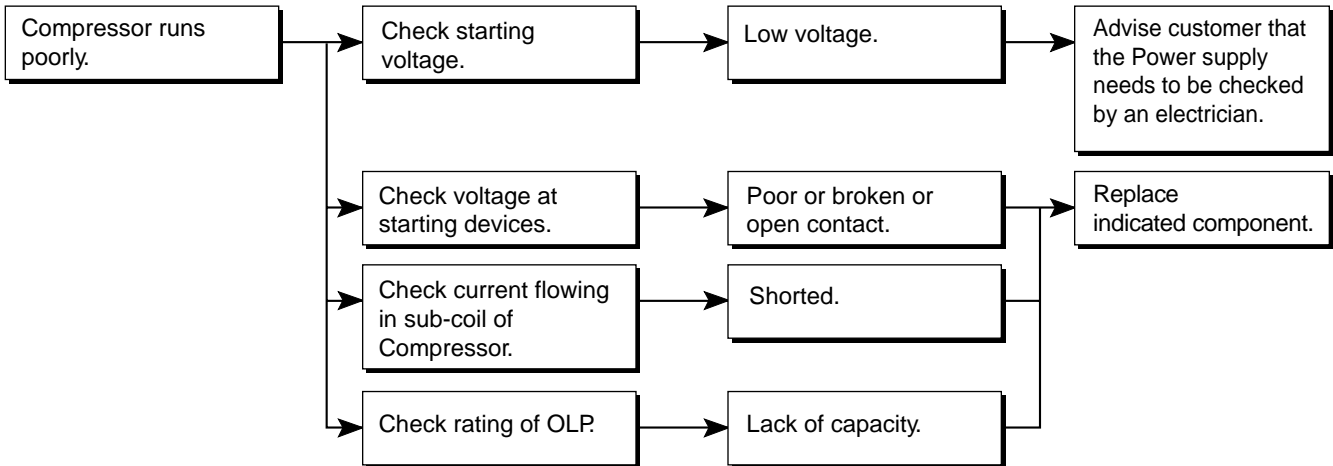 Compressor runs
poorly.
Check starting
voltage.
Low voltage.
Advise customer that
the Power supply
needs to be checked
by an electrician.
Check voltage at
starting devices.
Poor or broken or
open contact.
Replace
indicated component.
Check current flowing
in sub-coil of
Compressor.
Shorted.
Check rating of OLP.
Lack of capacity.